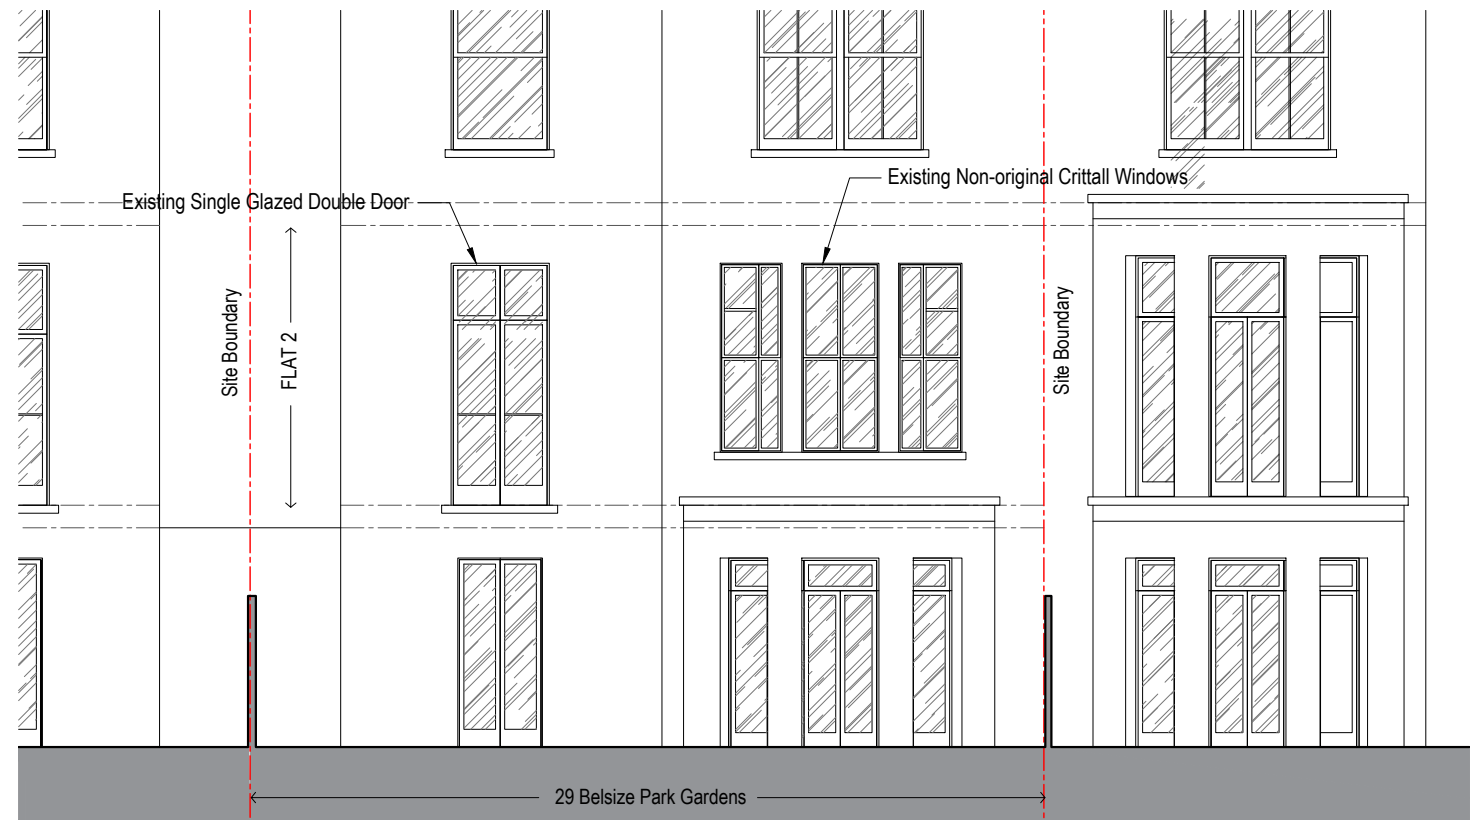 Existing Non-original Crittall Windows
Existing Single Glazed Double Door
Site Boundary
FLAT 2
Site Boundary
29 Belsize Park Gardens